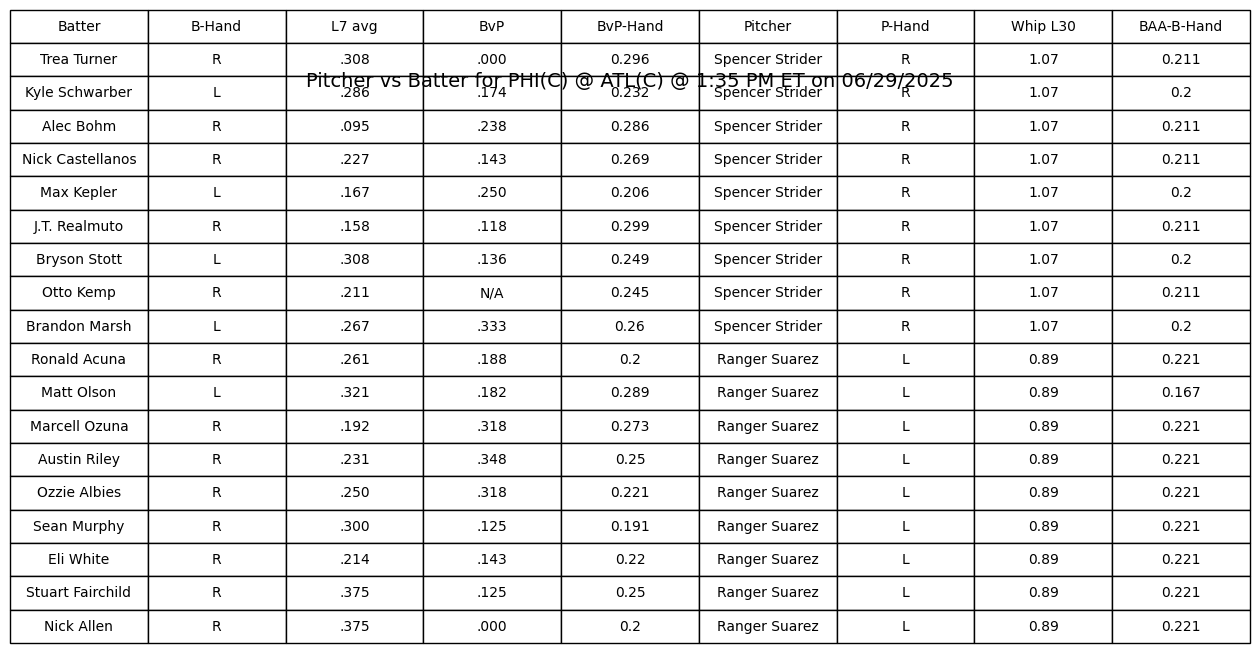 Batter B-Hand L7 avg BvP BvP-Hand Pitcher P-Hand Whip L30 BAA-B-Hand
Trea Turner R .308 .000 0.296 Spencer Strider R 1.07 0.211
Pitcher vs Batter for PHI(C) @ ATL(C) @ 1:35 PM ET on 06/29/2025
Kyle Schwarber L .286 .174 0.232 Spencer Strider R 1.07 0.2
Alec Bohm R .095 .238 0.286 Spencer Strider R 1.07 0.211
Nick Castellanos R .227 .143 0.269 Spencer Strider R 1.07 0.211
Max Kepler L .167 .250 0.206 Spencer Strider R 1.07 0.2
J.T. Realmuto R .158 .118 0.299 Spencer Strider R 1.07 0.211
Bryson Stott L .308 .136 0.249 Spencer Strider R 1.07 0.2
Otto Kemp R .211 N/A 0.245 Spencer Strider R 1.07 0.211
Brandon Marsh L .267 .333 0.26 Spencer Strider R 1.07 0.2
Ronald Acuna R .261 .188 0.2 Ranger Suarez L 0.89 0.221
Matt Olson L .321 .182 0.289 Ranger Suarez L 0.89 0.167
Marcell Ozuna R .192 .318 0.273 Ranger Suarez L 0.89 0.221
Austin Riley R .231 .348 0.25 Ranger Suarez L 0.89 0.221
Ozzie Albies R .250 .318 0.221 Ranger Suarez L 0.89 0.221
Sean Murphy R .300 .125 0.191 Ranger Suarez L 0.89 0.221
Eli White R .214 .143 0.22 Ranger Suarez L 0.89 0.221
Stuart Fairchild R .375 .125 0.25 Ranger Suarez L 0.89 0.221
Nick Allen R .375 .000 0.2 Ranger Suarez L 0.89 0.221